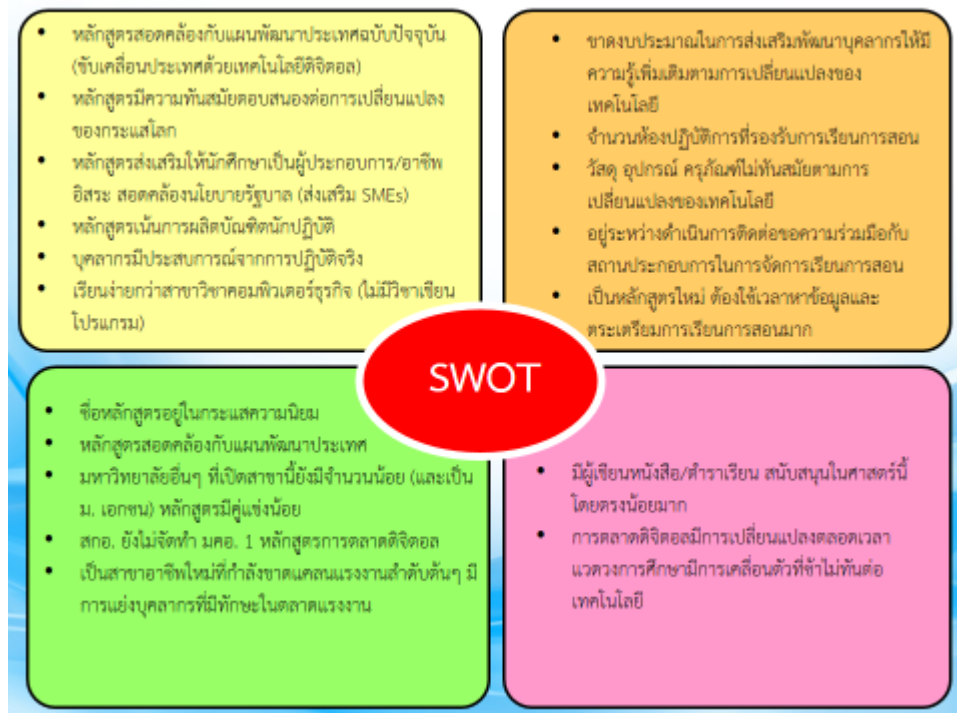 • หลักสูตรสอดคล้องกับแผนพัฒนาประเทศฉบับปัจจุบัน
(ขับเคลื่อนประเทศด้วยเทคโนโลยีดิจิตอล)
• หลักสูตรมีความทันสมัยตอบสนองต่อการเปลี่ยนแปลง
ของกระแสโลก
• หลักสูตรส่งเสริมให้นักศึกษาเป็นผู้ประกอบการ/อาชีพ
อิสระ สอดคล้องนโยบายรัฐบาล (ส่งเสริม SMEs)
• หลักสูตรเน้นการผลิตบัณฑิตนักปฏิบัติ
• บุคลากรมีประสบการณ์จากการปฏิบัติจริง
• เรียนง่ายกว่าสาขาวิชาคอมพิวเตอร์ธุรกิจ (ไม่มีวิชาเขียน
โปรแกรม)
• ขาดงบประมาณในการส่งเสริมพัฒนาบุคลากรให้มี
ความรู้เพิ่มเติมตามการเปลี่ยนแปลงของ
เทคโนโลยี
• จำนวนห้องปฏิบัติการที่รองรับการเรียนการสอน
• วัสดุ อุปกรณ์ ครุภัณฑ์ไม่ทันสมัยตามการ
เปลี่ยนแปลงของเทคโนโลยี
• อยู่ระหว่างดำเนินการติดต่อขอความร่วมมือกับ
สถานประกอบการในการจัดการเรียนการสอน
• เป็นหลักสูตรใหม่ ต้องใช้เวลาหาข้อมูลและ
ตระเตรียมการเรียนการสอนมาก
SWOT
• ชื่อหลักสูตรอยู่ในกระแสความนิยม
• หลักสูตรสอดคล้องกับแผนพัฒนาประเทศ
• มหาวิทยาลัยอื่นๆ ที่เปิดสาขานี้ยังมีจำนวนน้อย (และเป็น
ม. เอกชน) หลักสูตรมีคู่แข่งน้อย
• สกอ. ยังไม่จัดทำ มคอ. 1 หลักสูตรการตลาดดิจิตอล
• เป็นสาขาอาชีพใหม่ที่กำลังขาดแคลนแรงงานลำดับต้นๆ มี
การแย่งบุคลากรที่มีทักษะในตลาดแรงงาน
• มีผู้เขียนหนังสือ/ตำราเรียน สนับสนุนในศาสตร์นี้
โดยตรงน้อยมาก
• การตลาดดิจิตอลมีการเปลี่ยนแปลงตลอดเวลา
แวดวงการศึกษามีการเคลื่อนตัวที่ช้าไม่ทันต่อ
เทคโนโลยี